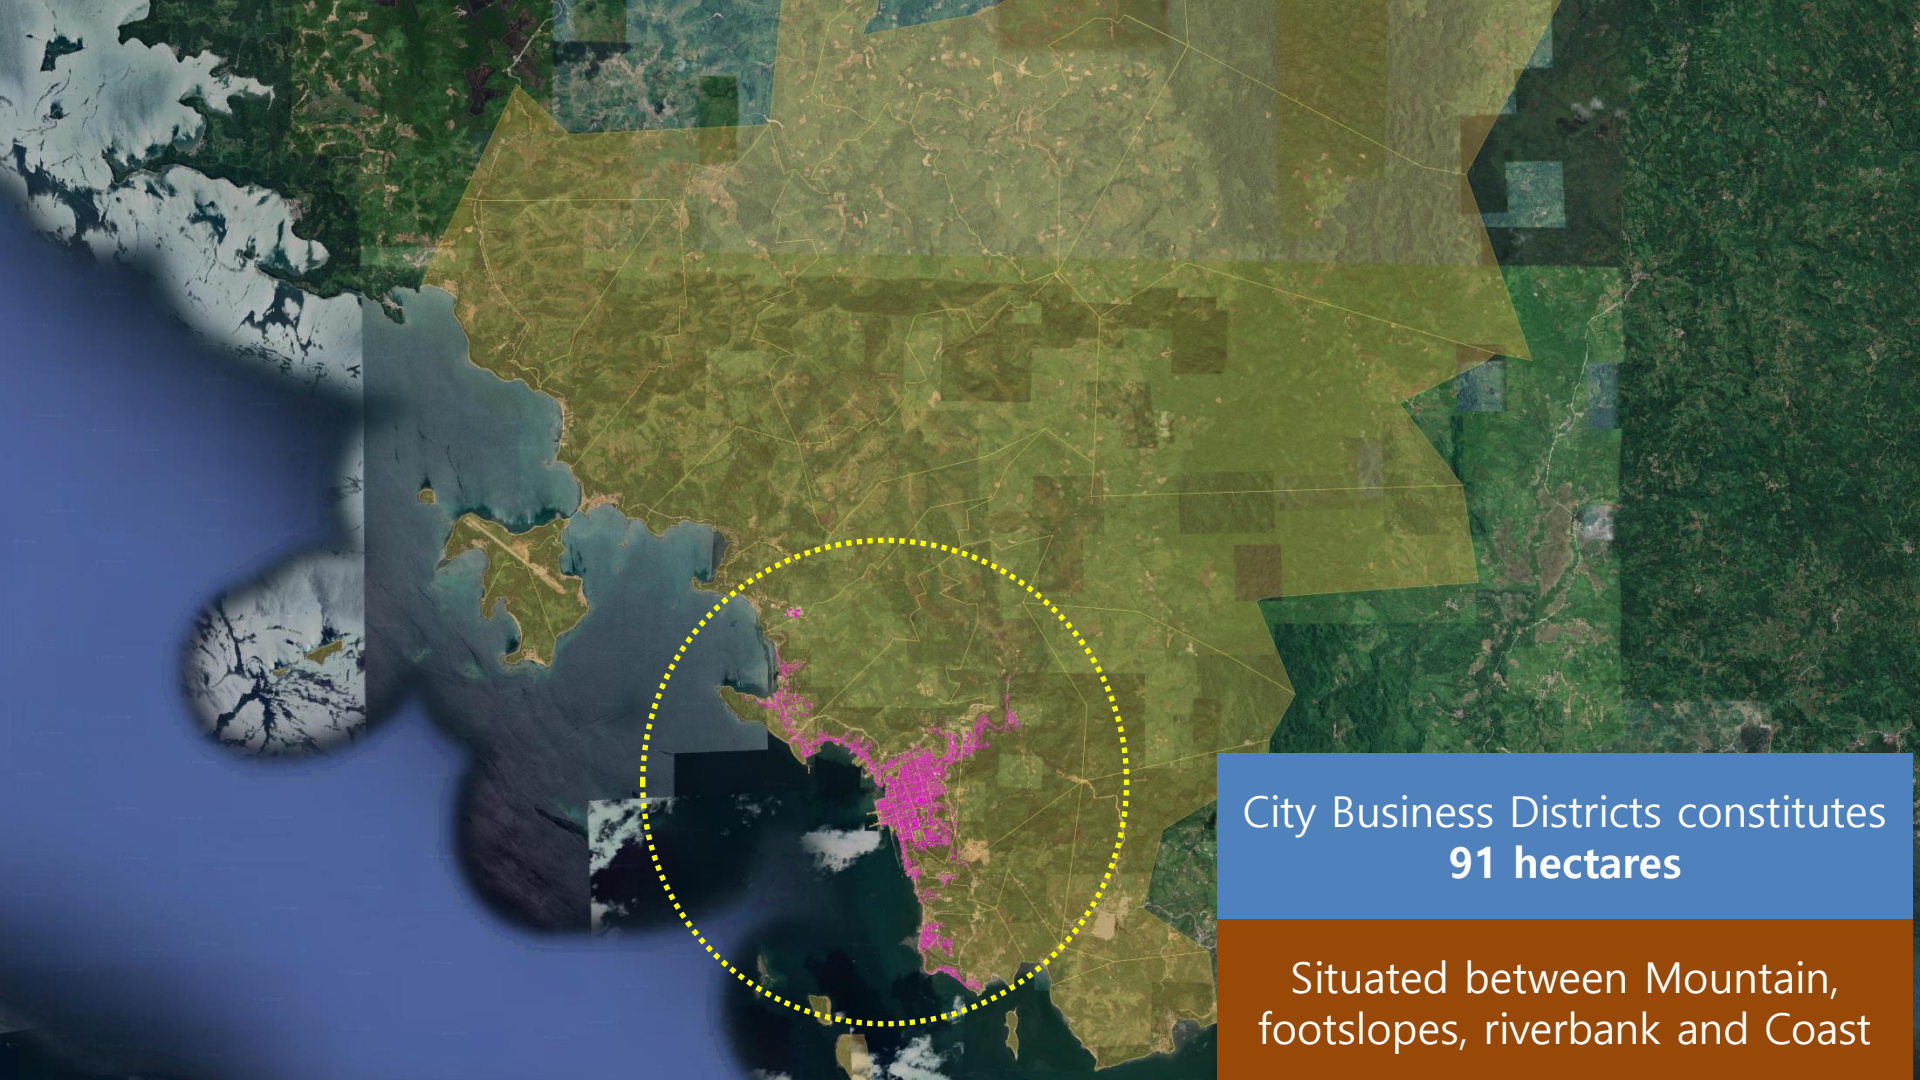 City Business Districts constitutes
91 hectares
Situated between Mountain,
footslopes, riverbank and Coast